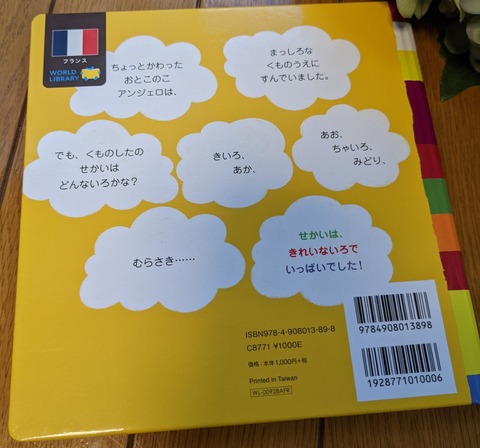 フランス
WORLD
LIBRARY
ちょっとかわった
おとこのこ
アンジェロは、
まっしろな
くものうえに
すんでいました。
でも、くものしたの
せかいは
どんないろかな？
きいろ、
あか、
あお、
ちゃいろ、
みどり、
むらさき……
せかいは、
きれいないろで
いっぱいでした！
ISBN978-4-908013-89-8
C8771 ¥1000E
価格：本体1,000円+税
Printed in Taiwan
WL-0092BAFR
9784908013898
1928771010006